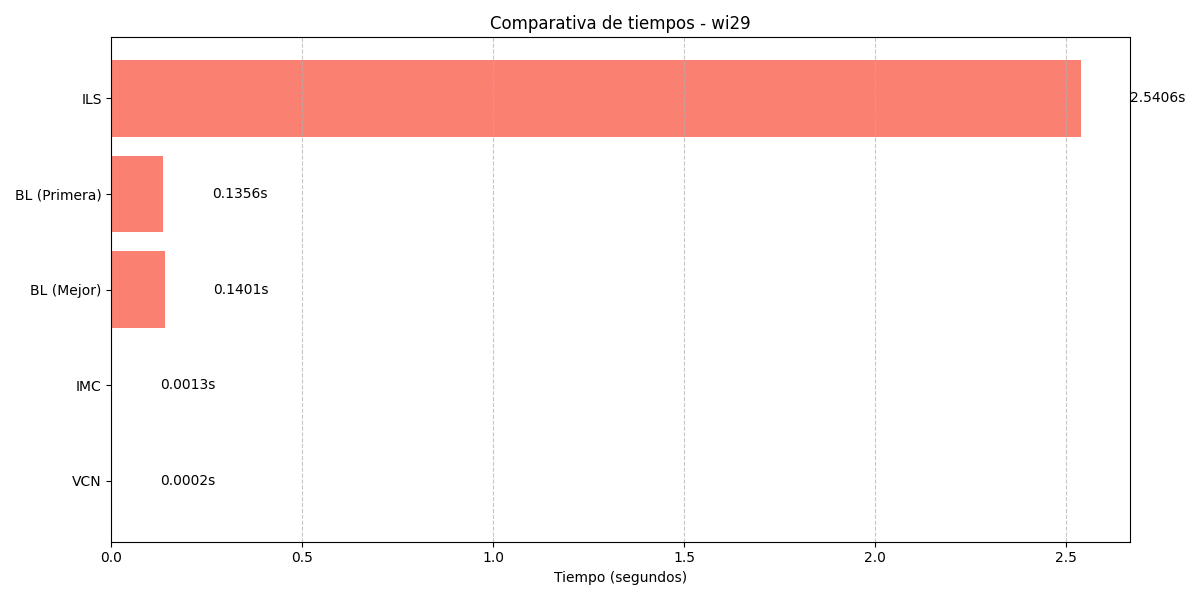 Comparativa de tiempos - wi29
ILS
2.5406s
BL (Primera)
0.1356s
BL (Mejor)
0.1401s
IMC
0.0013s
VCN
0.0002s
0.0 0.5 1.0 1.5 2.0 2.5
Tiempo (segundos)